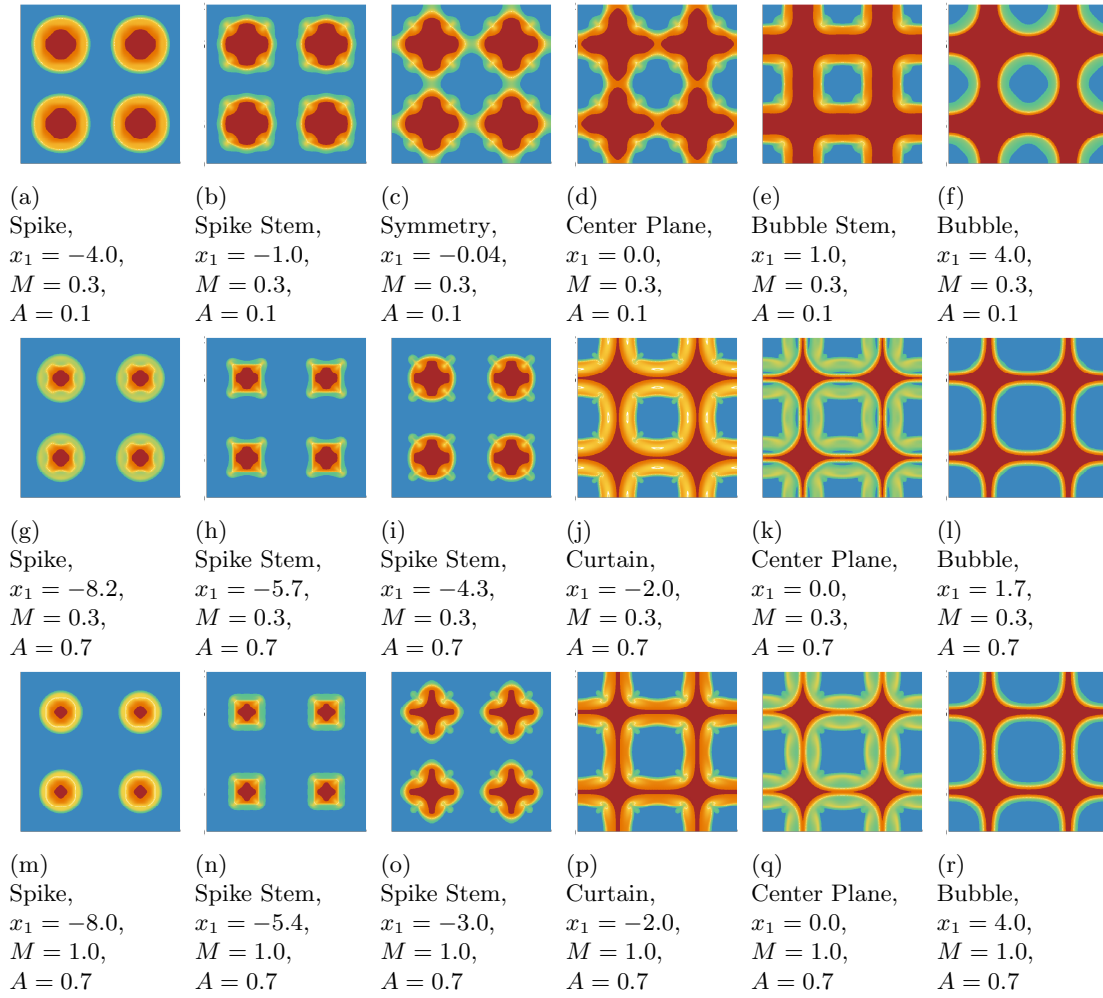 (a)
Spike,
x₁ = −4.0,
M = 0.3,
A = 0.1
(b)
Spike Stem,
x₁ = −1.0,
M = 0.3,
A = 0.1
(c)
Symmetry,
x₁ = −0.04,
M = 0.3,
A = 0.1
(d)
Center Plane,
x₁ = 0.0,
M = 0.3,
A = 0.1
(e)
Bubble Stem,
x₁ = 1.0,
M = 0.3,
A = 0.1
(f)
Bubble,
x₁ = 4.0,
M = 0.3,
A = 0.1
(g)
Spike,
x₁ = −8.2,
M = 0.3,
A = 0.7
(h)
Spike Stem,
x₁ = −5.7,
M = 0.3,
A = 0.7
(i)
Spike Stem,
x₁ = −4.3,
M = 0.3,
A = 0.7
(j)
Curtain,
x₁ = −2.0,
M = 0.3,
A = 0.7
(k)
Center Plane,
x₁ = 0.0,
M = 0.3,
A = 0.7
(l)
Bubble,
x₁ = 1.7,
M = 0.3,
A = 0.7
(m)
Spike,
x₁ = −8.0,
M = 1.0,
A = 0.7
(n)
Spike Stem,
x₁ = −5.4,
M = 1.0,
A = 0.7
(o)
Spike Stem,
x₁ = −3.0,
M = 1.0,
A = 0.7
(p)
Curtain,
x₁ = −2.0,
M = 1.0,
A = 0.7
(q)
Center Plane,
x₁ = 0.0,
M = 1.0,
A = 0.7
(r)
Bubble,
x₁ = 4.0,
M = 1.0,
A = 0.7